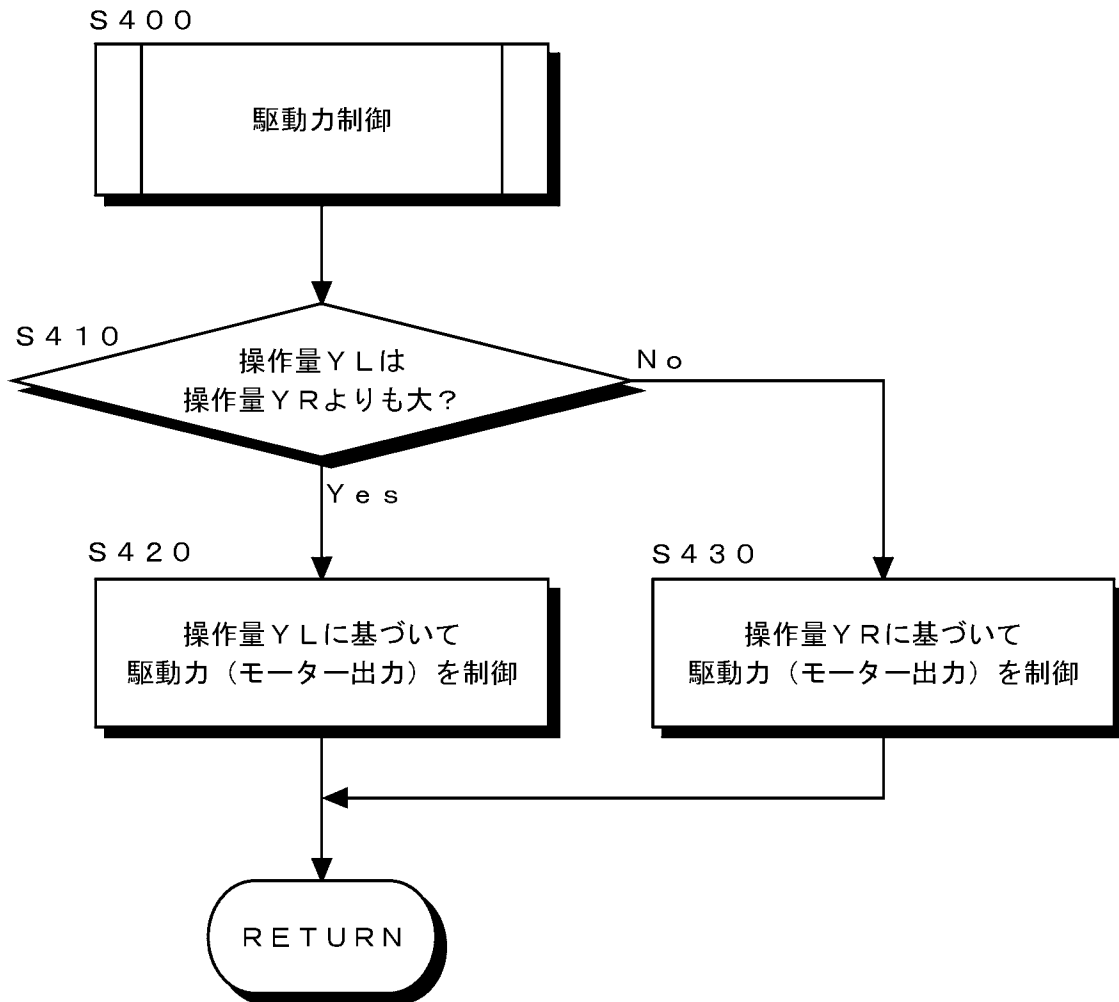 Ｓ４００
駆動力制御
Ｓ４１０
操作量ＹＬは
操作量ＹＲよりも大？
Ｎｏ
Ｙｅｓ
Ｓ４２０
操作量ＹＬに基づいて
駆動力（モーター出力）を制御
Ｓ４３０
操作量ＹＲに基づいて
駆動力（モーター出力）を制御
ＲＥＴＵＲＮ